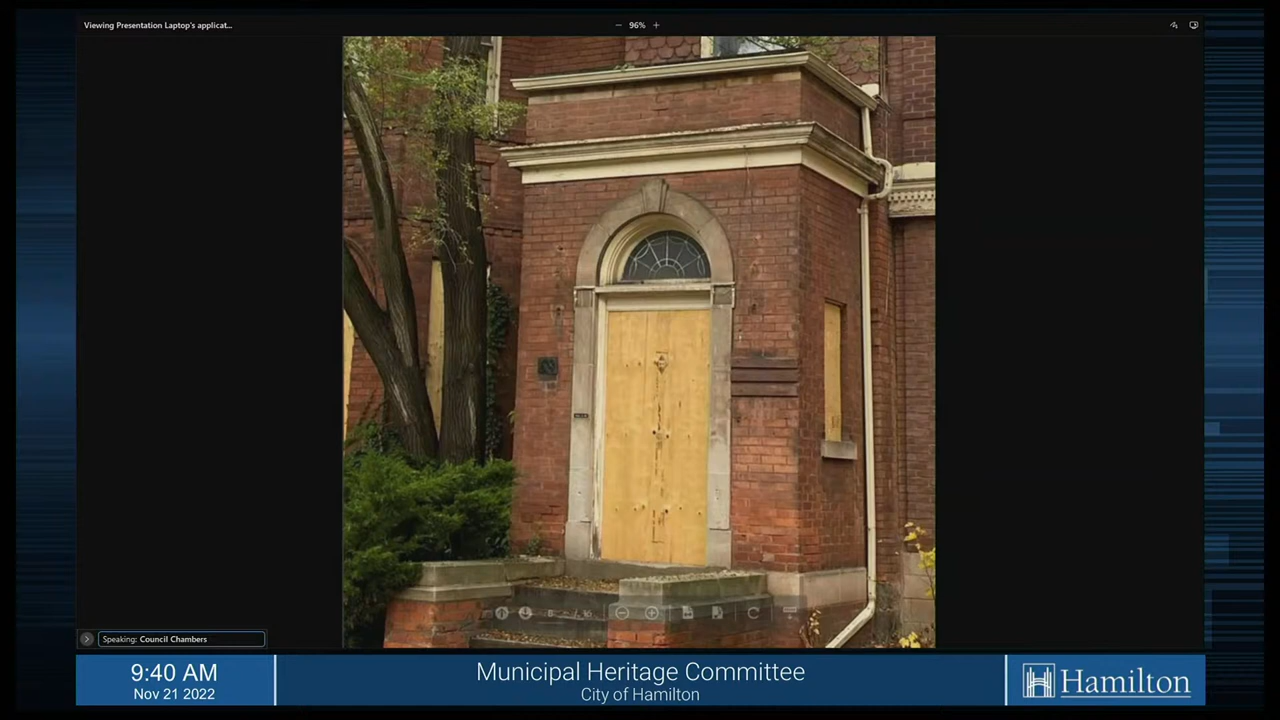 Viewing Presentation Laptop's applicat...
96%
Speaking: Council Chambers
9:40 AM
Nov 21 2022
Municipal Heritage Committee
City of Hamilton
Hamilton